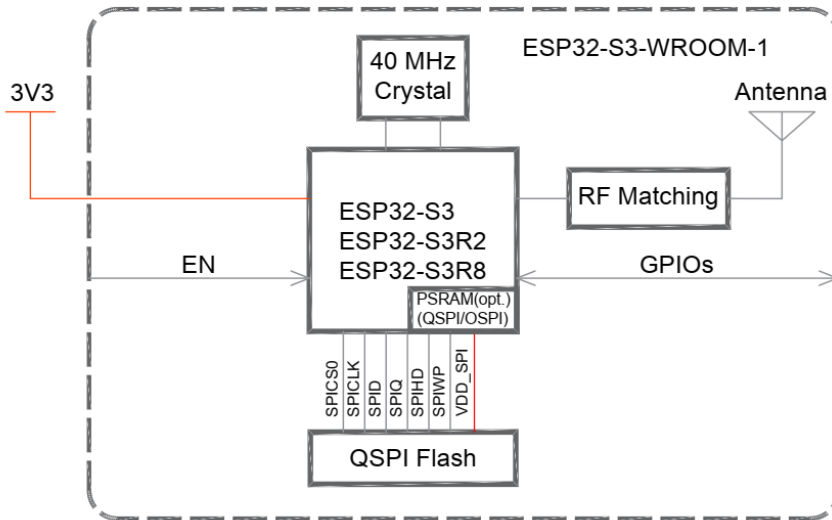 ESP32-S3-WROOM-1
40 MHz
Crystal
3V3
Antenna
ESP32-S3
ESP32-S3R2
ESP32-S3R8
RF Matching
EN
GPIOs
PSRAM(opt.)
(QSPI/OSPI)
SPICS0
SPICLK
SPID
SPIQ
SPIHD
SPIWP
VDD_SPI
QSPI Flash